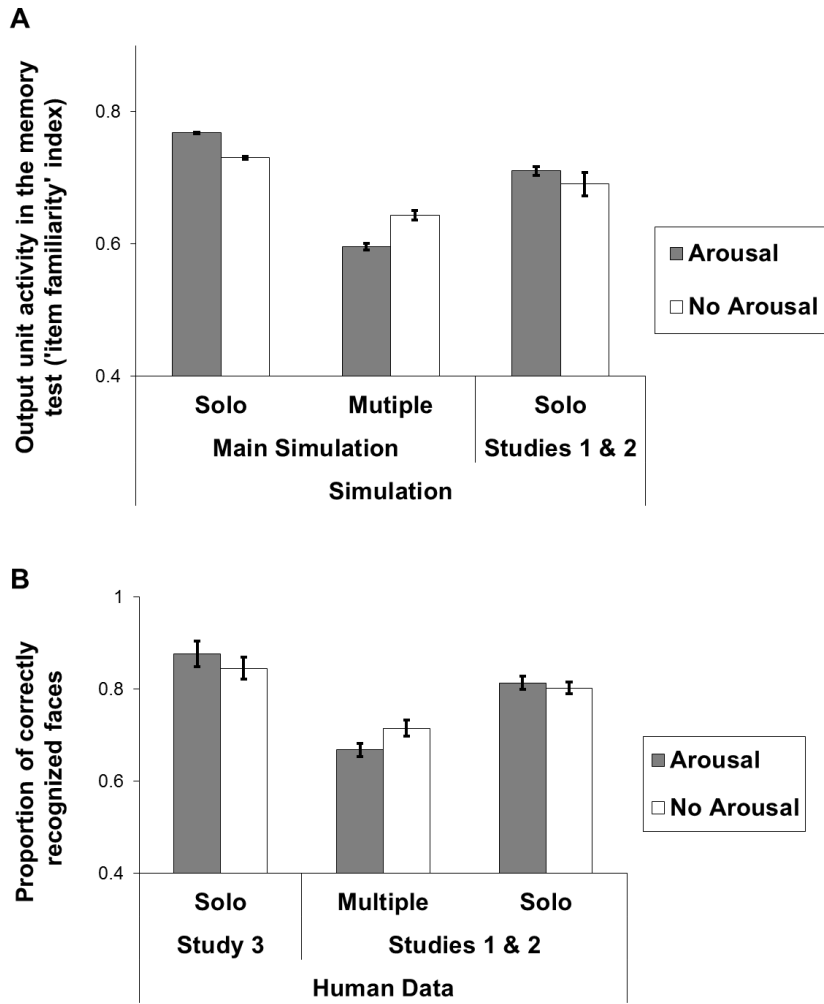 A
Output unit activity in the memory
test ('item familiarity' index)
0.8
0.6
0.4
Solo Mutiple Solo
Main Simulation Studies 1 & 2
Simulation
Arousal
No Arousal
B
Proportion of correctly
recognized faces
1
0.8
0.6
0.4
Solo Multiple Solo
Study 3 Studies 1 & 2
Human Data
Arousal
No Arousal